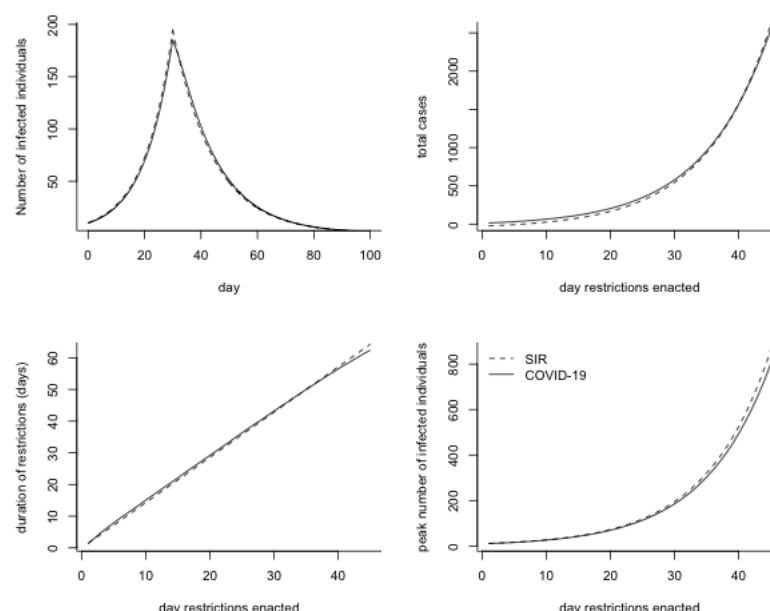 Number of infected individuals
200
150
100
50
0 20 40 60 80 100
day
total cases
2000
1000
500
0
0 10 20 30 40
day restrictions enacted
duration of restrictions (days)
60
50
40
30
20
10
0
0 10 20 30 40
day restrictions enacted
peak number of infected individuals
800
600
400
200
0
SIR
COVID-19
0 10 20 30 40
day restrictions enacted